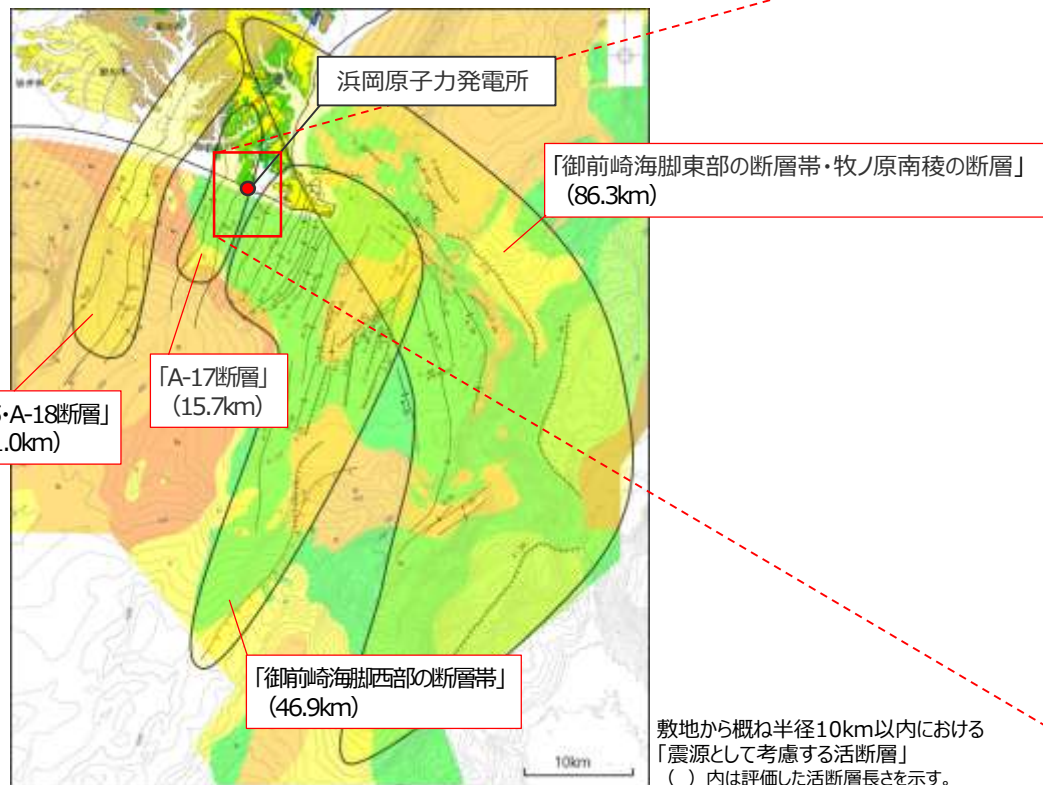 浜岡原子力発電所
「御前崎海脚東部の断層帯・牧ノ原南稜の断層」
（86.3km）
「A-17断層」
（15.7km）
・A-18断層」
.0km）
「御前崎海脚西部の断層帯」
（46.9km）
10km
敷地から概ね半径10km以内における
「震源として考慮する活断層」
（ ）内は評価した活断層長さを示す。